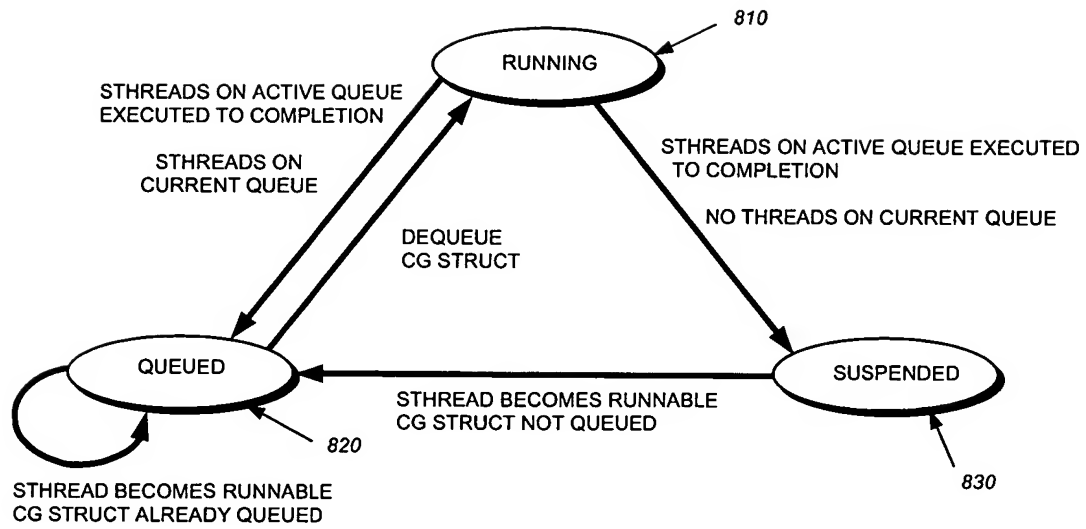 810
RUNNING
STHREADS ON ACTIVE QUEUE
EXECUTED TO COMPLETION
STHREADS ON
CURRENT QUEUE
STHREADS ON ACTIVE QUEUE EXECUTED
TO COMPLETION
NO THREADS ON CURRENT QUEUE
DEQUEUE
CG STRUCT
QUEUED
SUSPENDED
STHREAD BECOMES RUNNABLE
CG STRUCT NOT QUEUED
820
830
STHREAD BECOMES RUNNABLE
CG STRUCT ALREADY QUEUED